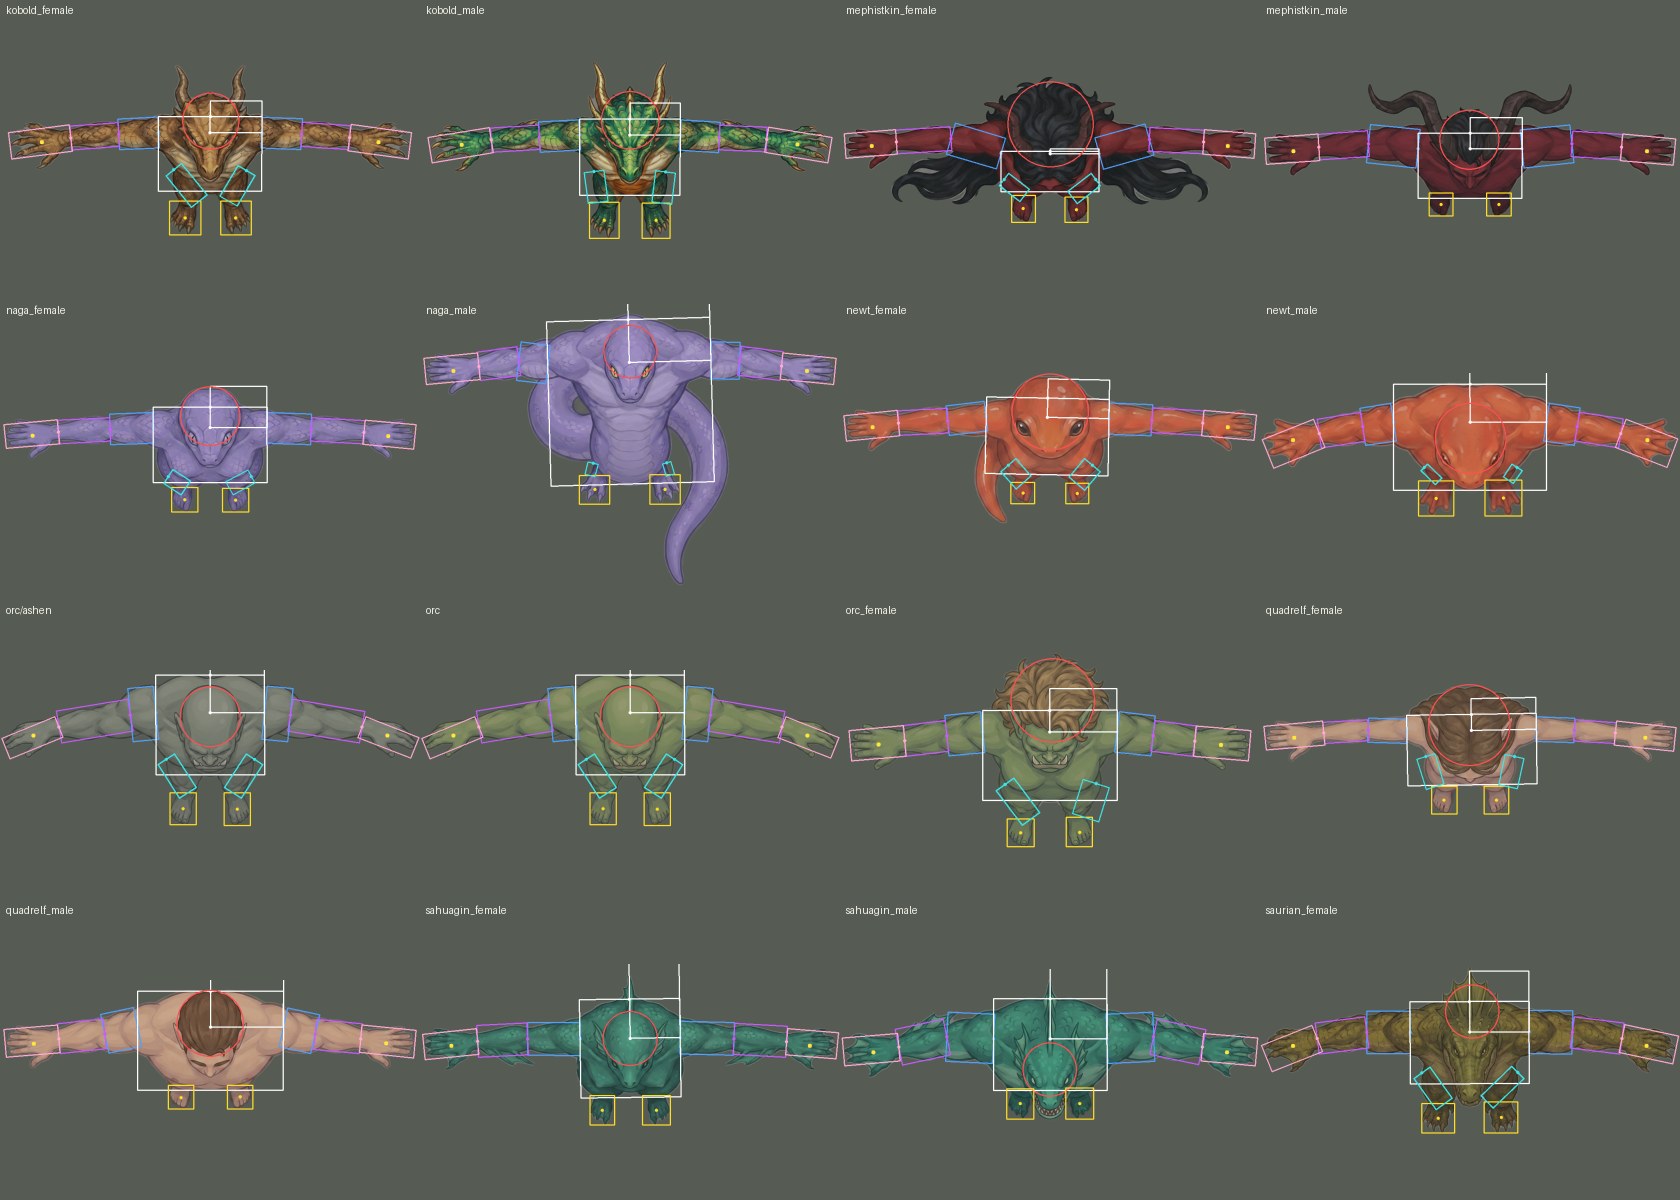 kobold_female
kobold_male
mephistkin_female
mephistkin_male
naga_female
naga_male
newt_female
newt_male
orc/ashen
orc
orc_female
quadrelf_female
quadrelf_male
sahuagin_female
sahuagin_male
saurian_female